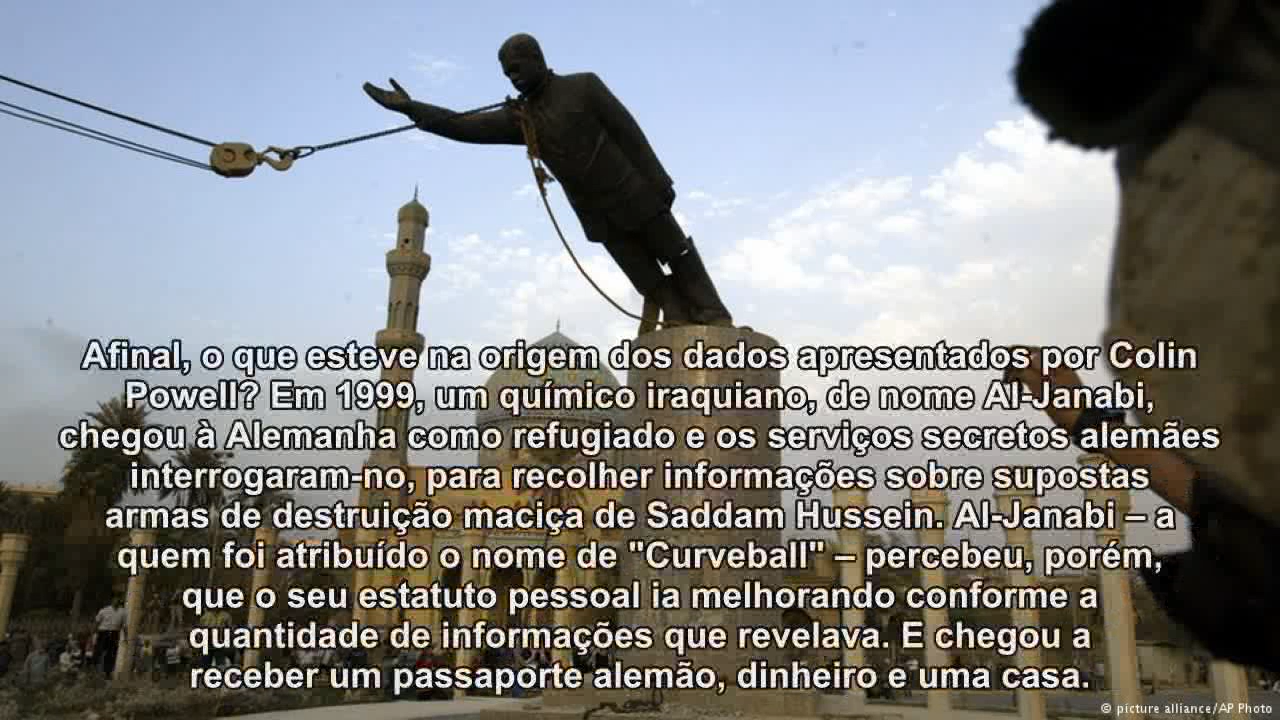 Afinal, o que esteve na origem dos dados apresentados por Colin
Powell? Em 1999, um químico iraquiano, de nome Al-Janabi,
chegou à Alemanha como refugiado e os serviços secretos alemães
interrogaram-no, para recolher informações sobre supostas
armas de destruição maciça de Saddam Hussein. Al-Janabi – a
quem foi atribuído o nome de "Curveball" – percebeu, porém,
que o seu estatuto pessoal ia melhorando conforme a
quantidade de informações que revelava. E chegou a
receber um passaporte alemão, dinheiro e uma casa.
© picture alliance/AP Photo